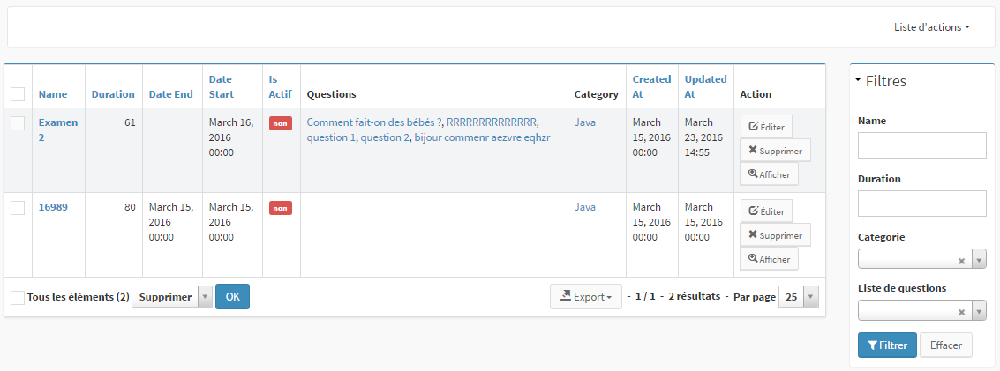 Liste d'actions
Name
Duration
Date End
Date
Start
Is
Actif
Questions
Category
Created
At
Updated
At
Action
Examen
2
61
March 16,
2016
00:00
non
Comment fait-on des bébés ?, RRRRRRRRRRRRRR,
question 1, question 2, bijour commenr aezvre eqhzr
Java
March
15, 2016
00:00
March
23, 2016
14:55
Éditer
Supprimer
Afficher
16989
80
March 15,
2016
00:00
March 15,
2016
00:00
non
Java
March
15, 2016
00:00
March
15, 2016
00:00
Éditer
Supprimer
Afficher
Tous les éléments (2) Supprimer OK
Export - 1 / 1 - 2 résultats - Par page 25
Filtres
Name
Duration
Categorie
Liste de questions
Filtrer Effacer